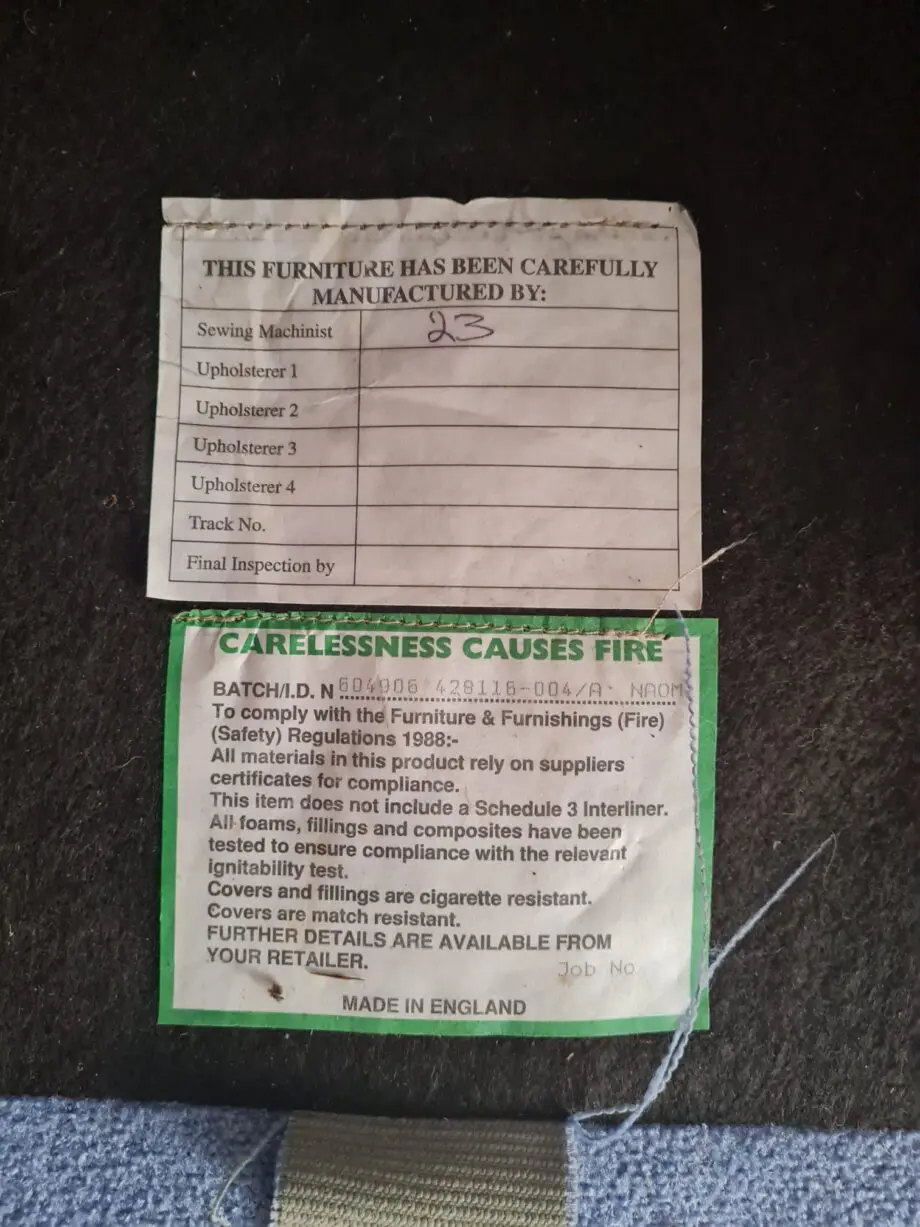 THIS FURNITURE HAS BEEN CAREFULLY
MANUFACTURED BY:
Sewing Machinist 23
Upholsterer 1
Upholsterer 2
Upholsterer 3
Upholsterer 4
Track No.
Final Inspection by
CARELESSNESS CAUSES FIRE
BATCH/I.D. N 604906 428116-004/A NAOM
To comply with the Furniture & Furnishings (Fire)
(Safety) Regulations 1988:-
All materials in this product rely on suppliers
certificates for compliance.
This item does not include a Schedule 3 Interliner.
All foams, fillings and composites have been
tested to ensure compliance with the relevant
ignitability test.
Covers and fillings are cigarette resistant.
Covers are match resistant.
FURTHER DETAILS ARE AVAILABLE FROM
YOUR RETAILER.
Job No
MADE IN ENGLAND